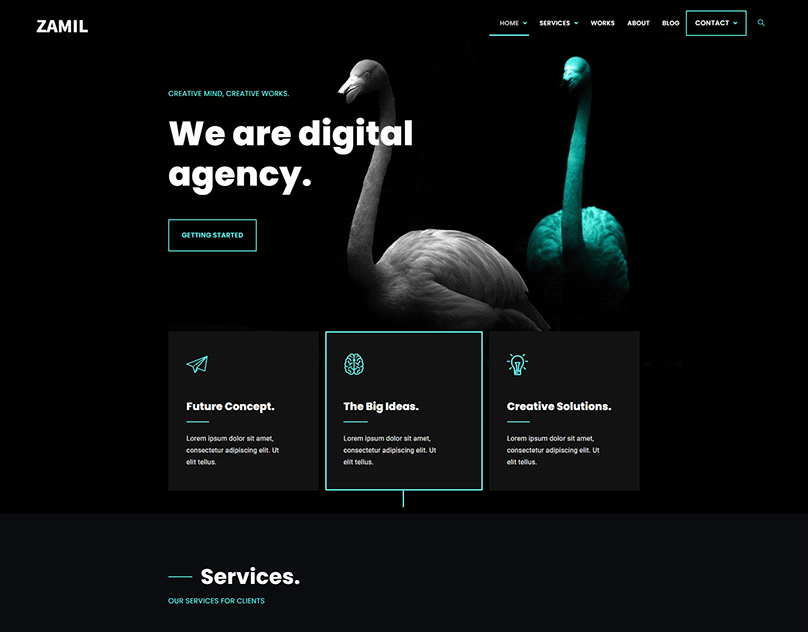 ZAMIL
HOME SERVICES WORKS ABOUT BLOG CONTACT
CREATIVE MIND, CREATIVE WORKS.
We are digital
agency.
GETTING STARTED
Future Concept.
Lorem ipsum dolor sit amet,
consectetur adipiscing elit. Ut
elit tellus.
The Big Ideas.
Lorem ipsum dolor sit amet,
consectetur adipiscing elit. Ut
elit tellus.
Creative Solutions.
Lorem ipsum dolor sit amet,
consectetur adipiscing elit. Ut
elit tellus.
Services.
OUR SERVICES FOR CLIENTS